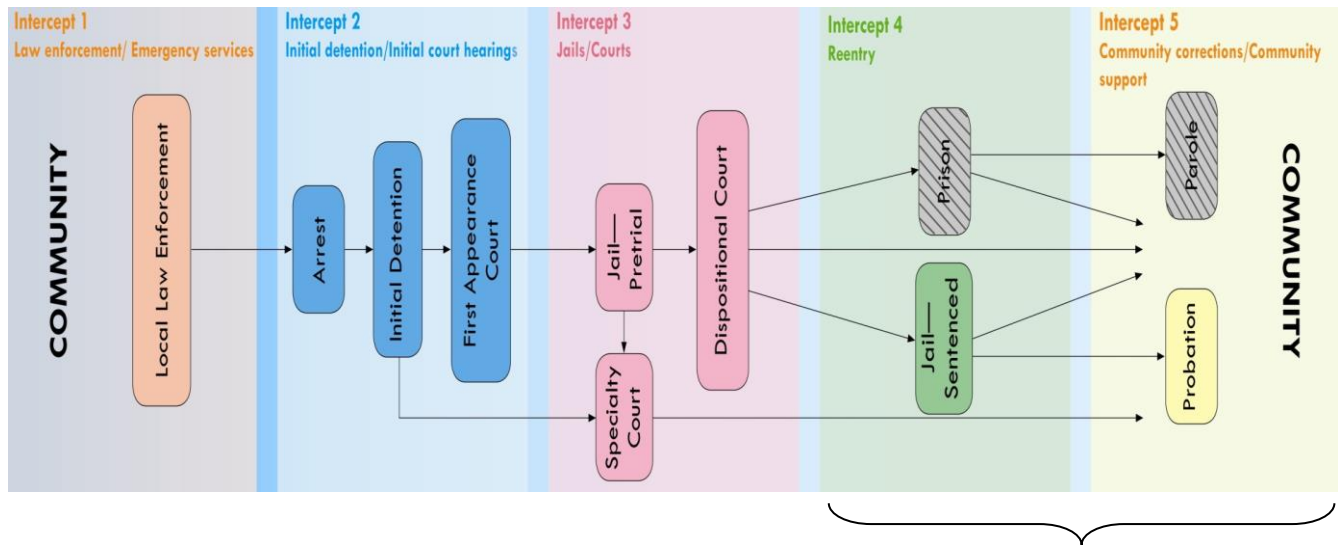 Intercept 1
Law enforcement/ Emergency services
Intercept 2
Initial detention/Initial court hearings
Intercept 3
Jails/Courts
Intercept 4
Reentry
Intercept 5
Community corrections/Community
support
COMMUNITY
Local Law Enforcement
Arrest
Initial Detention
First Appearance
Court
Jail—
Pretrial
Specialty
Court
Dispositional Court
Prison
Jail—
Sentenced
Parole
Probation
COMMUNITY